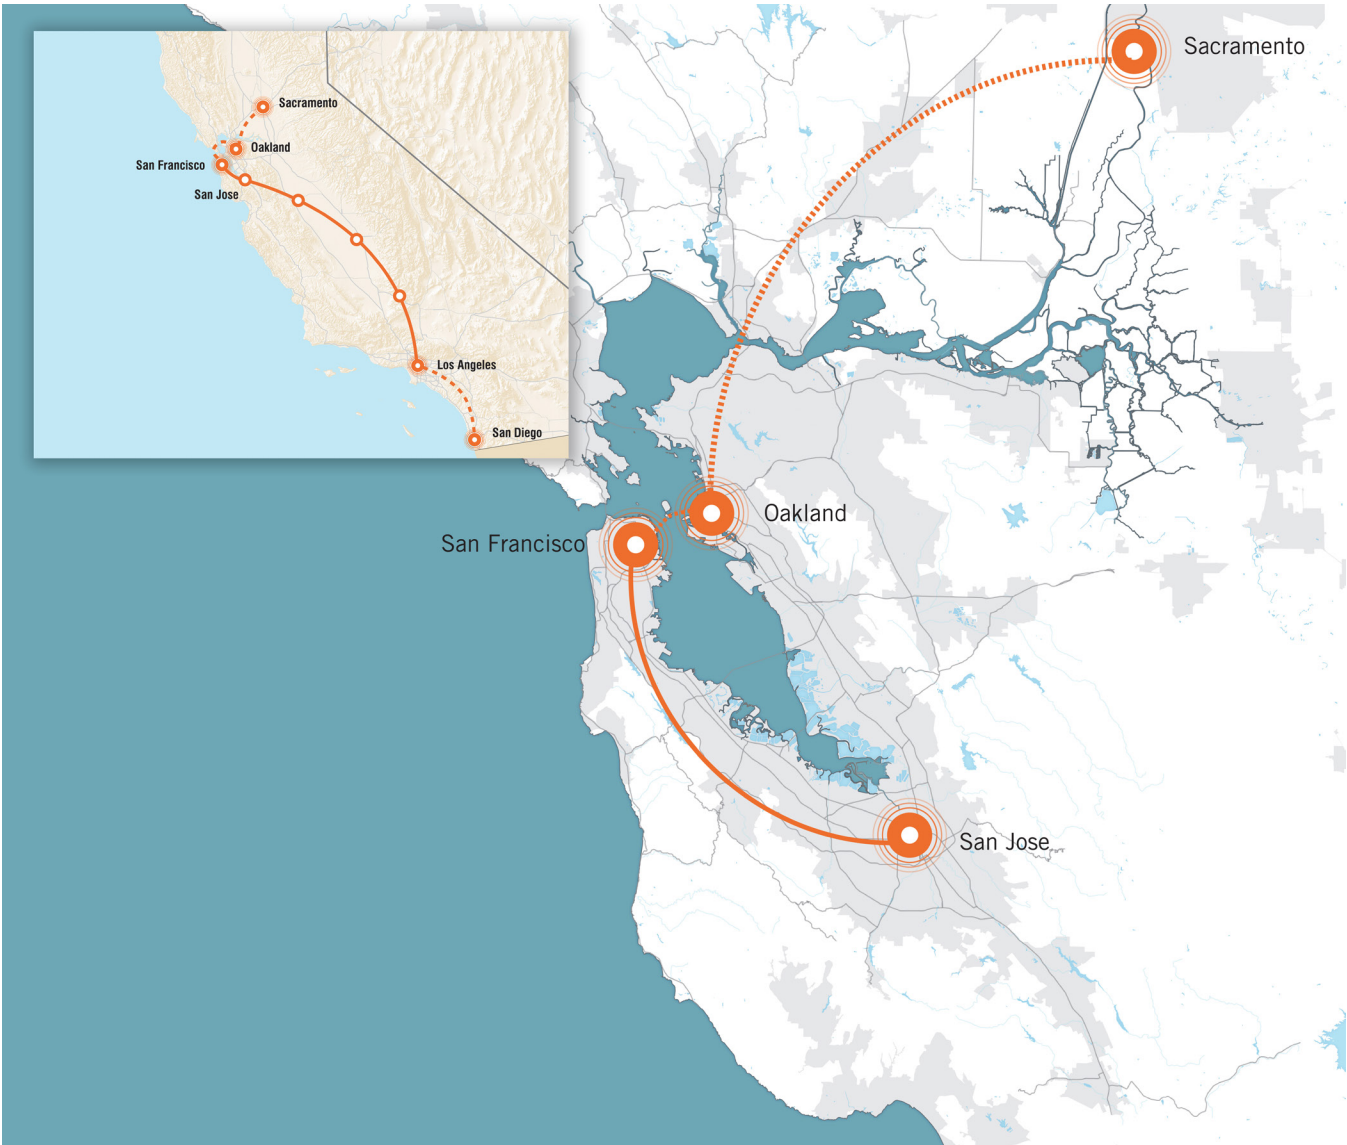 Sacramento
Sacramento
Oakland
San Francisco
San Jose
Los Angeles
San Diego
Oakland
San Francisco
San Jose